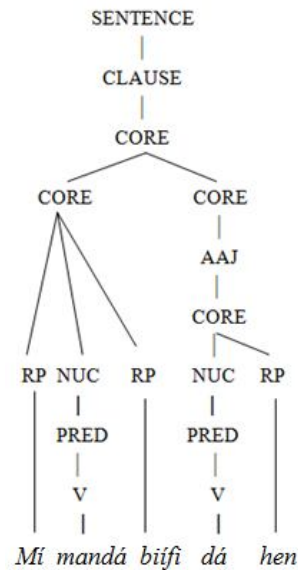 SENTENCE
CLAUSE
CORE
CORE CORE
AAJ
CORE
RP NUC RP NUC RP
PRED PRED
V V
Mí mandá biífi dá hen